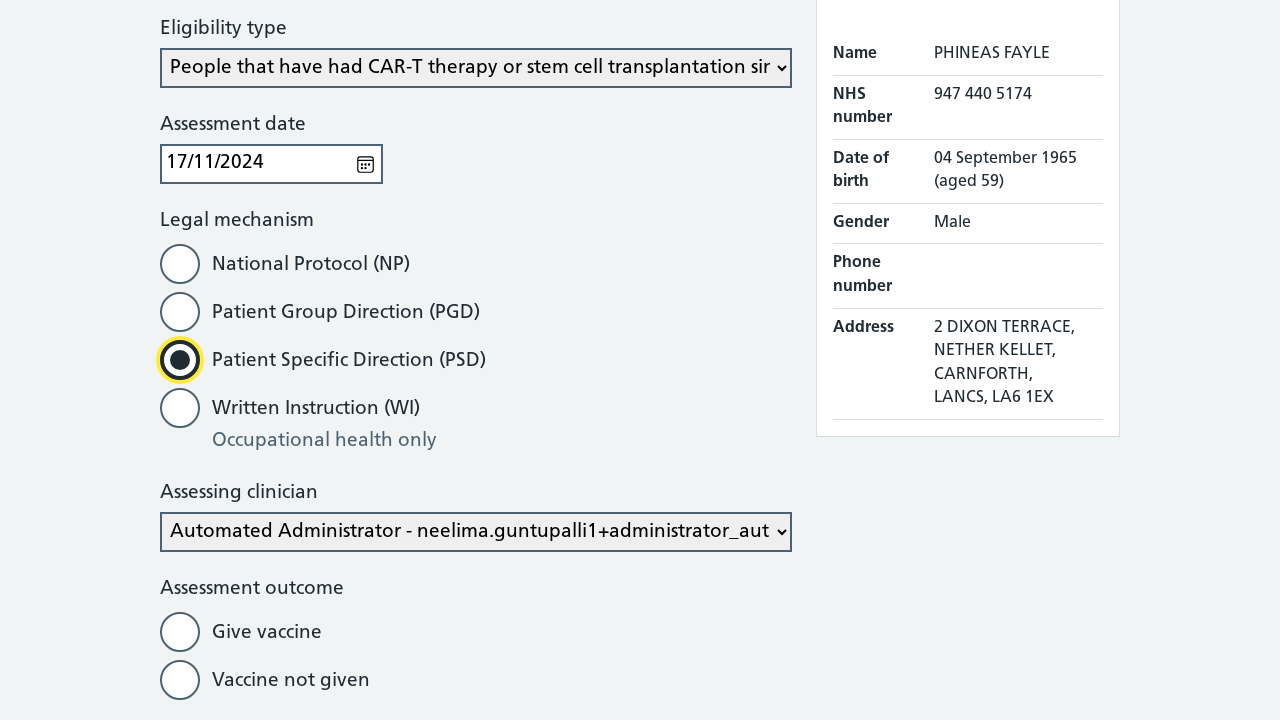 Eligibility type
People that have had CAR-T therapy or stem cell transplantation sir
Assessment date
17/11/2024
Legal mechanism
National Protocol (NP)
Patient Group Direction (PGD)
Patient Specific Direction (PSD)
Written Instruction (WI)
Occupational health only
Assessing clinician
Automated Administrator - neelima.guntupalli1+administrator_aut
Assessment outcome
Give vaccine
Vaccine not given
Name PHINEAS FAYLE
NHS number 947 440 5174
Date of birth 04 September 1965 (aged 59)
Gender Male
Phone number
Address 2 DIXON TERRACE,
NETHER KELLET,
CARNFORTH,
LANCS, LA6 1EX